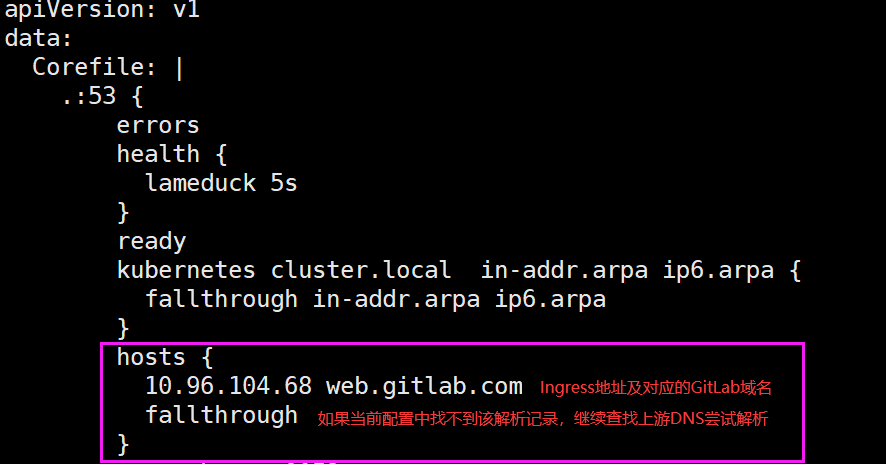 apiVersion: v1
data:
  Corefile: |
    .:53 {
        errors
        health {
          lameduck 5s
        }
        ready
        kubernetes cluster.local  in-addr.arpa ip6.arpa {
          fallthrough in-addr.arpa ip6.arpa
        }
        hosts {
          10.96.104.68 web.gitlab.com Ingress地址及对应的GitLab域名
          fallthrough 如果当前配置中找不到该解析记录，继续查找上游DNS尝试解析
        }